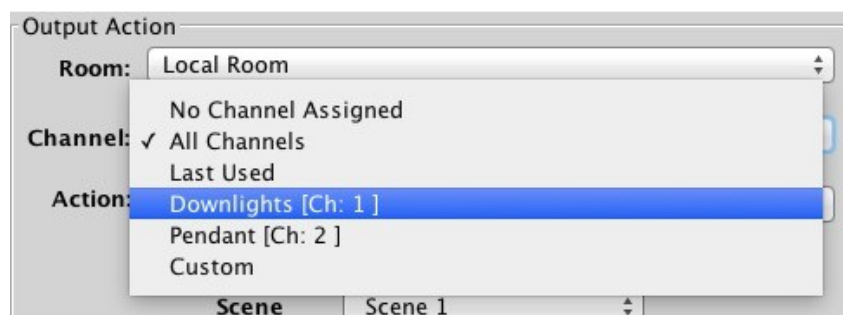 Output Action
Room: Local Room
No Channel Assigned
Channel: ✓ All Channels
Last Used
Action: Downlights [Ch: 1 ]
Pendant [Ch: 2 ]
Custom
Scene Scene 1